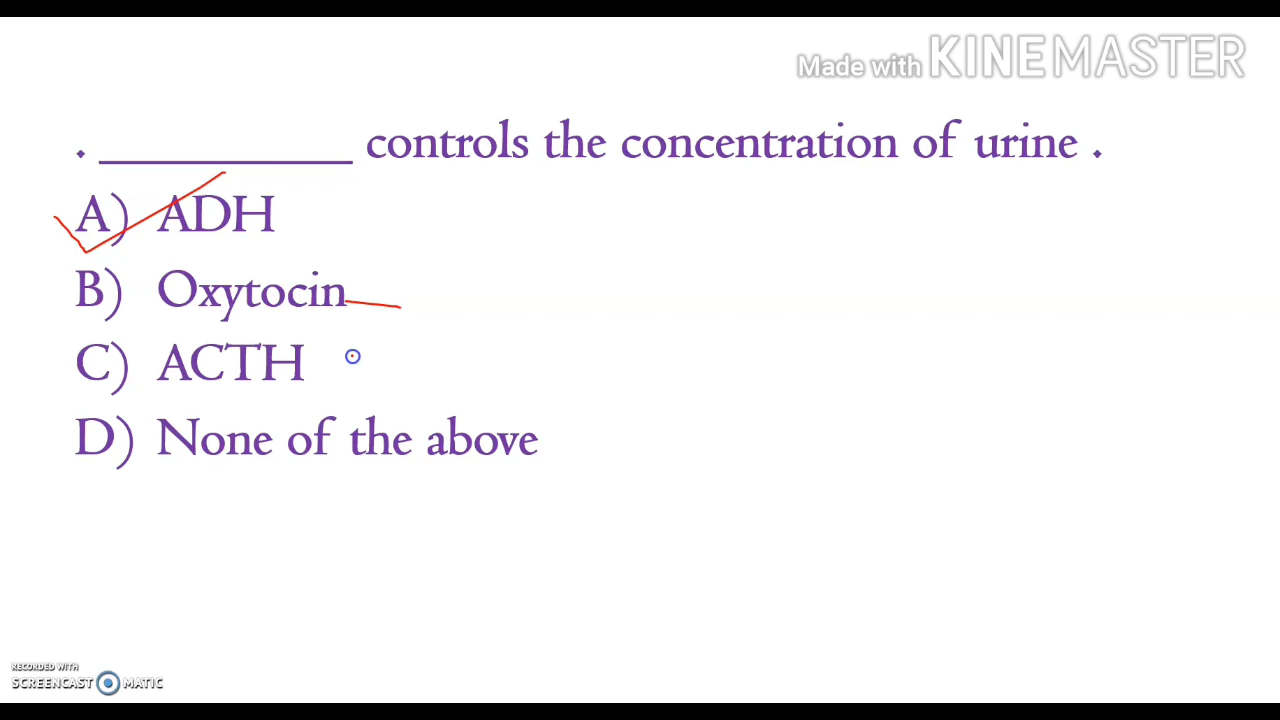 Made with KINEMASTER
. __________ controls the concentration of urine .
A) ADH
B) Oxytocin
C) ACTH
D) None of the above
RECORDED WITH
SCREENCAST MATIC